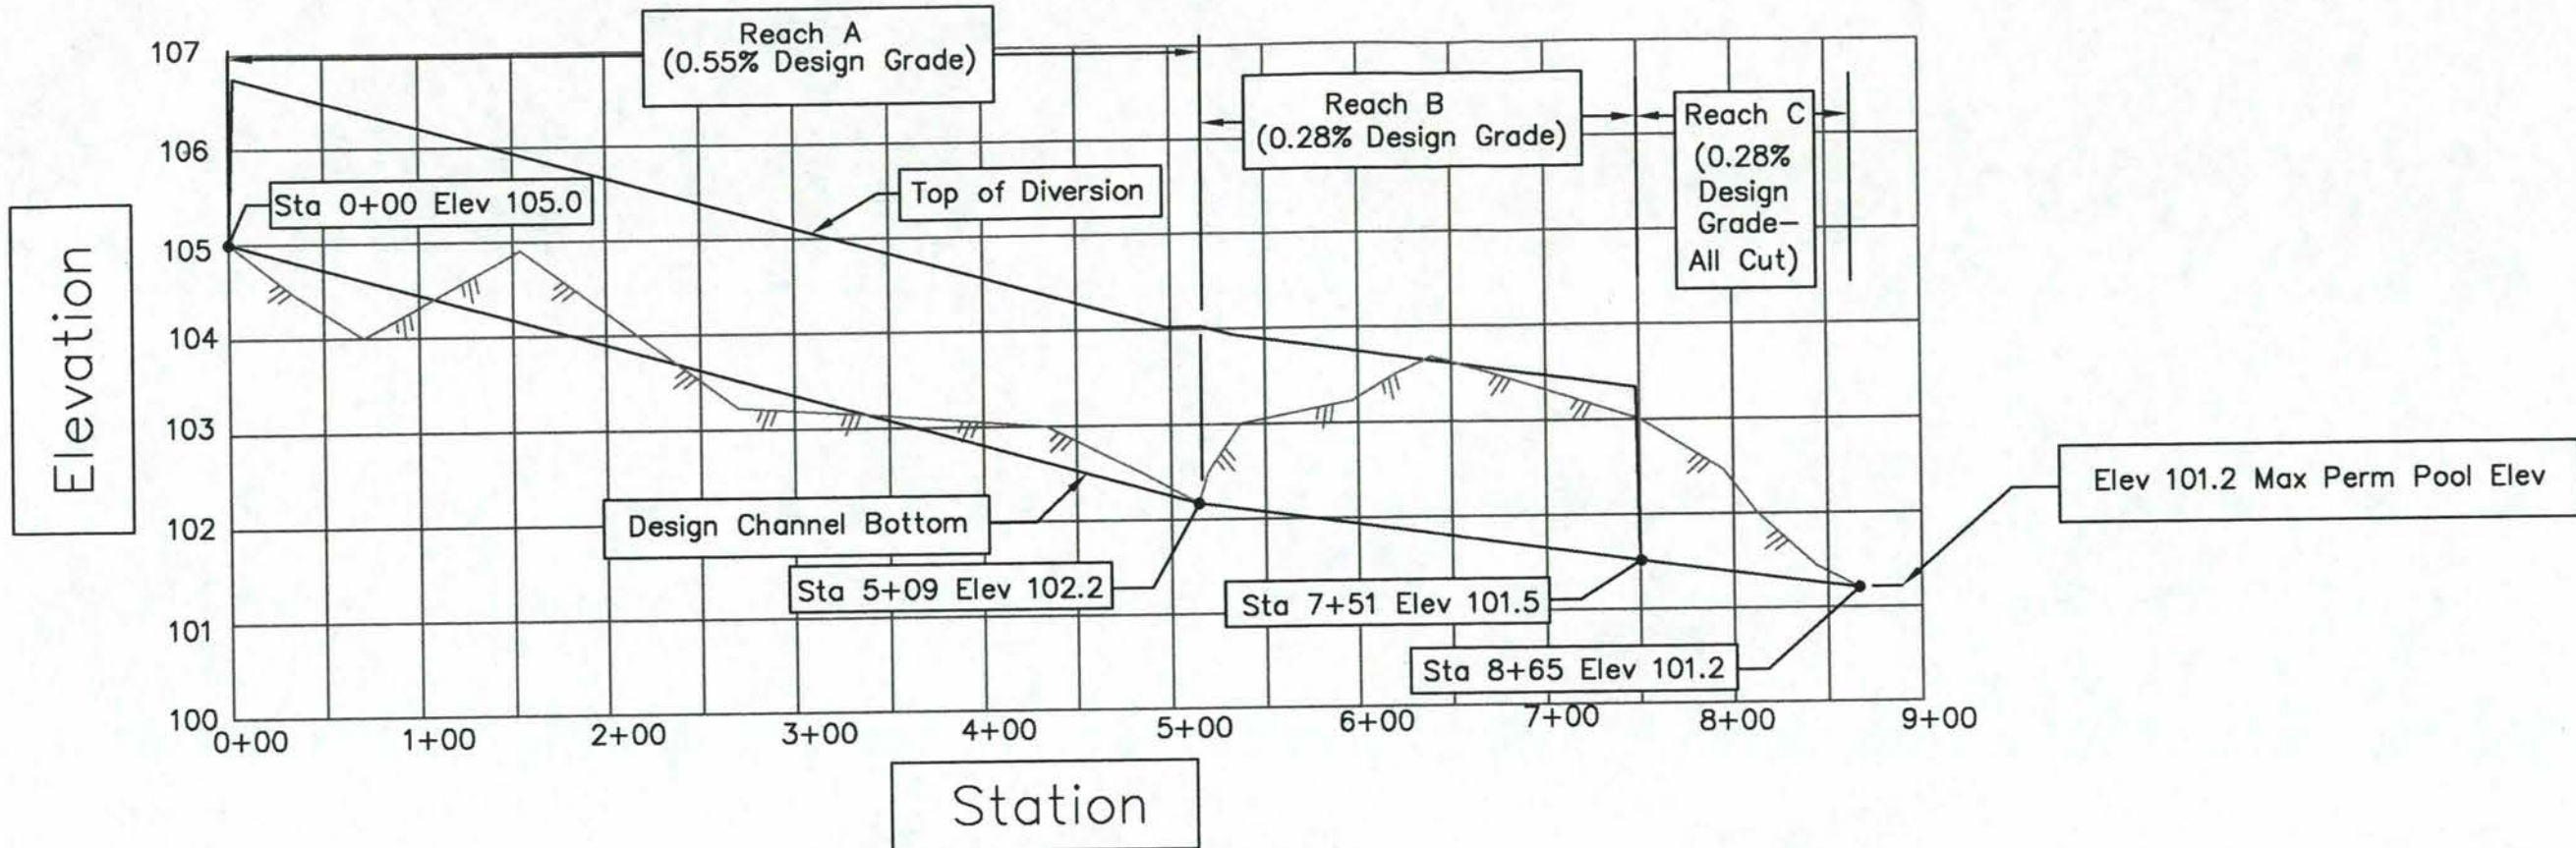 Reach A
(0.55% Design Grade)
Reach B
(0.28% Design Grade)
Reach C
(0.28%
Design
Grade-
All Cut)
107
106
105
104
103
102
101
100
Elevation
Sta 0+00 Elev 105.0
Top of Diversion
Design Channel Bottom
Sta 5+09 Elev 102.2
Sta 7+51 Elev 101.5
Sta 8+65 Elev 101.2
Elev 101.2 Max Perm Pool Elev
0+00 1+00 2+00 3+00 4+00 5+00 6+00 7+00 8+00 9+00
Station